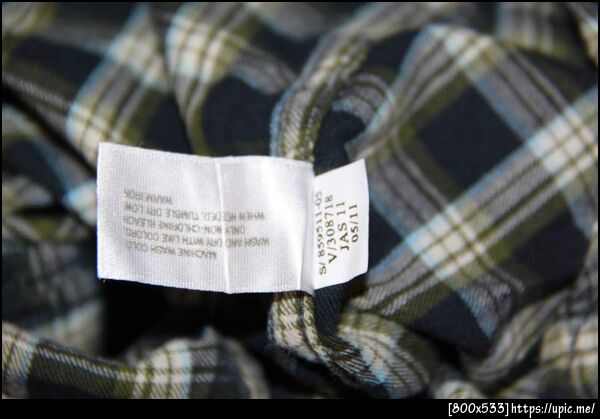 MACHINE WASH COLD
WASH AND DRY WITH LIKE COLORS
ONLY NON-CHLORINE BLEACH
WHEN NEEDED. TUMBLE DRY LOW.
WARM IRON.
S/859511-05
V/308718
JAS 11
05/11
[800x533]https://upic.me/